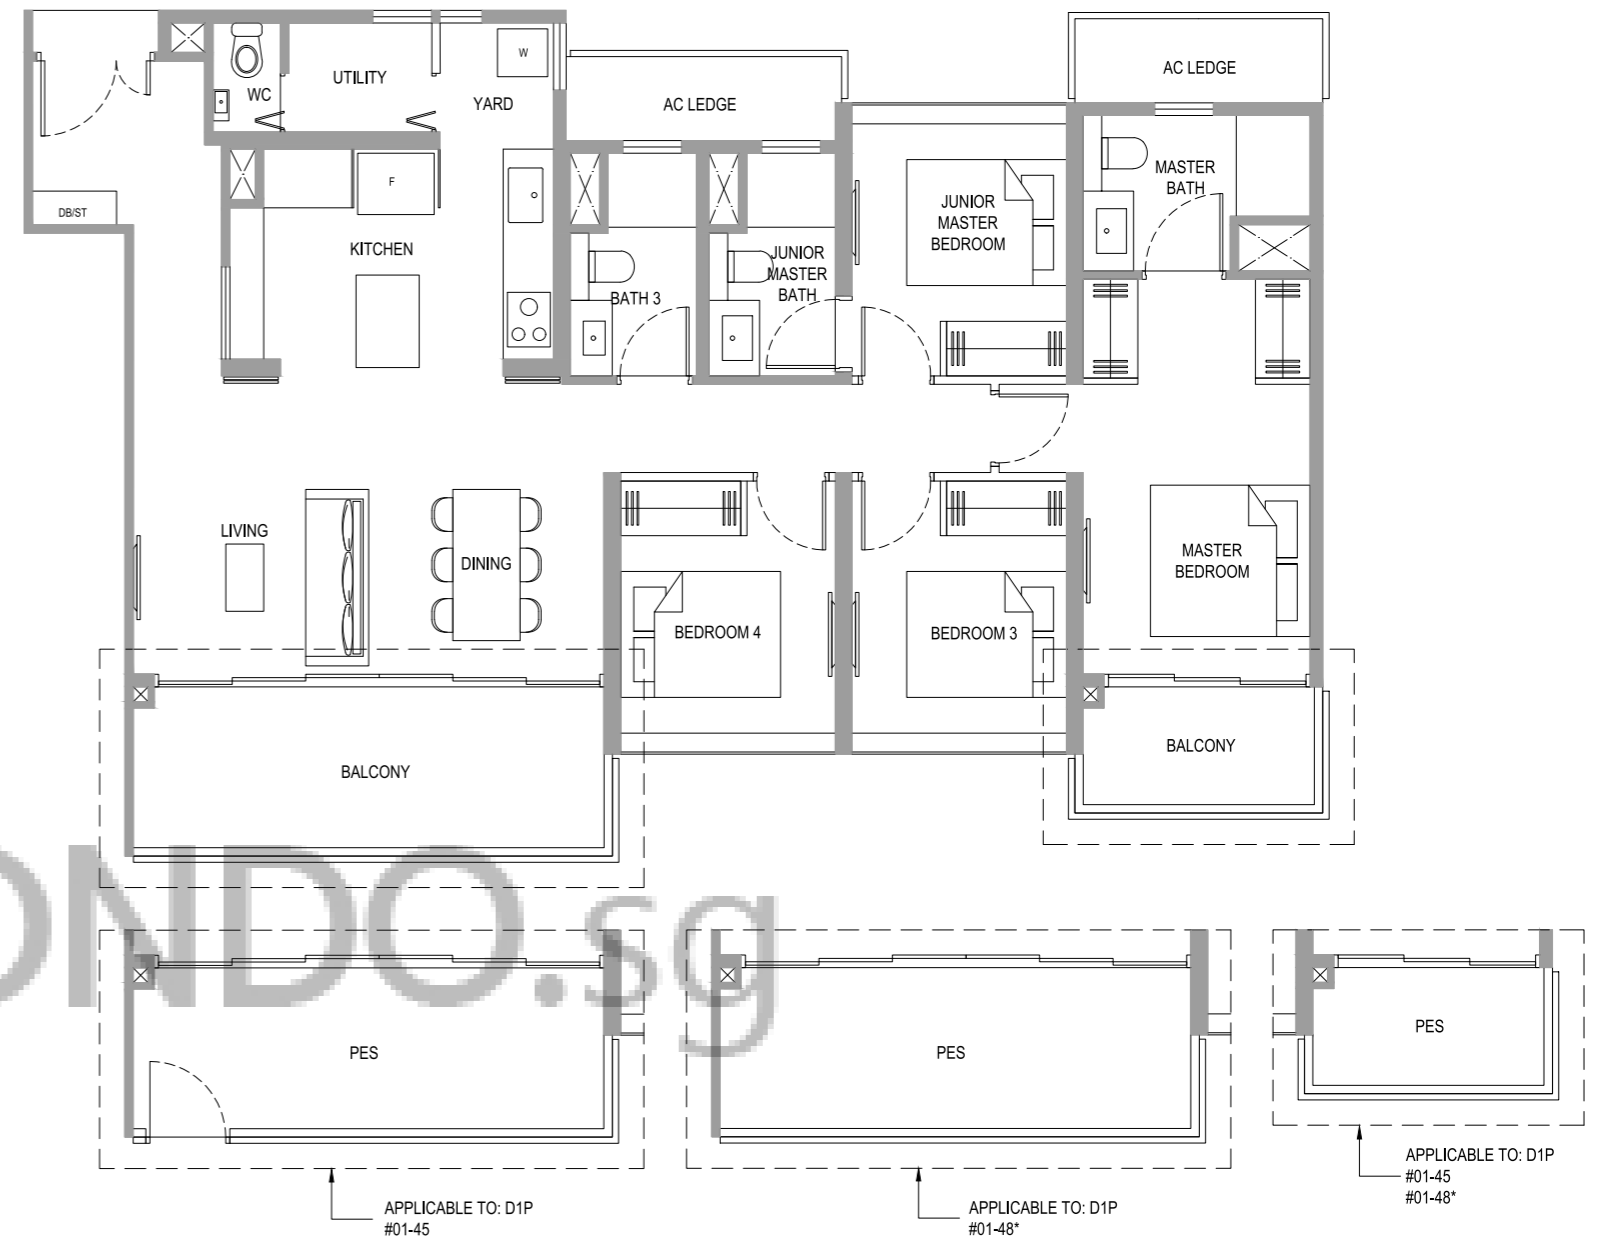 WC
UTILITY
W
YARD
AC LEDGE
AC LEDGE
DB/ST
F
KITCHEN
BATH 3
JUNIOR
MASTER
BATH
JUNIOR
MASTER
BEDROOM
MASTER
BATH
LIVING
DINING
BEDROOM 4
BEDROOM 3
MASTER
BEDROOM
BALCONY
BALCONY
ONDO.sg
PES
PES
PES
APPLICABLE TO: D1P
#01-45
APPLICABLE TO: D1P
#01-48*
APPLICABLE TO: D1P
#01-45
#01-48*